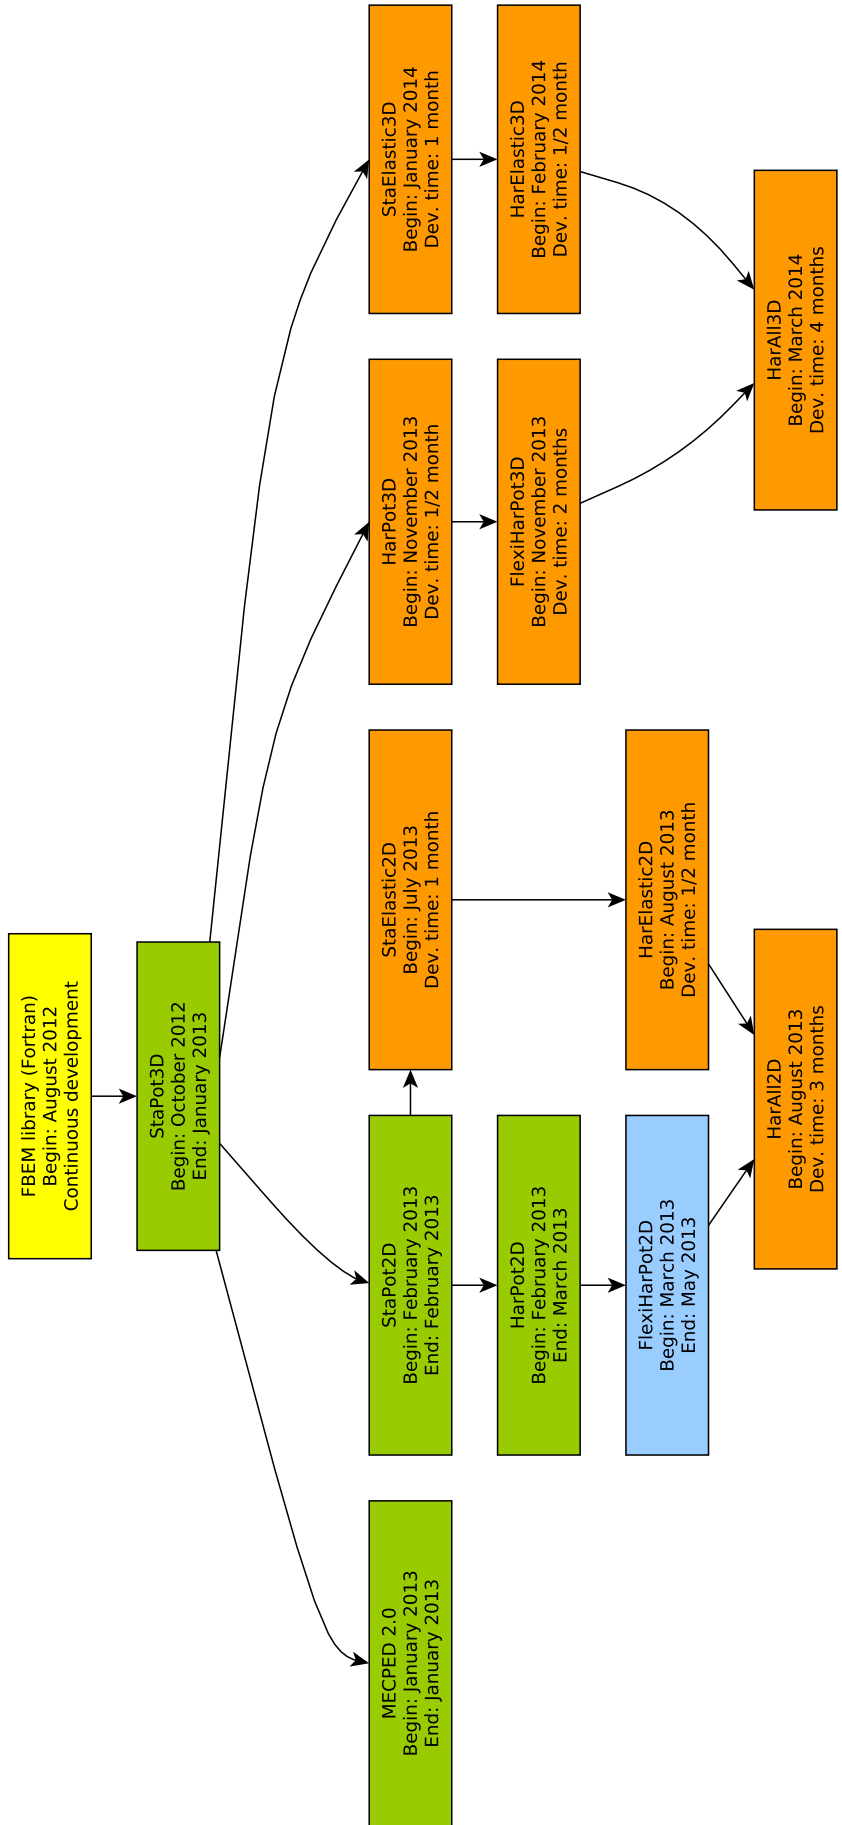 FBEM library (Fortran)
Begin: August 2012
Continuous development
StaPot3D
Begin: October 2012
End: January 2013
MECPED 2.0
Begin: January 2013
End: January 2013
StaPot2D
Begin: February 2013
End: February 2013
StaElastic2D
Begin: July 2013
Dev. time: 1 month
HarPot3D
Begin: November 2013
Dev. time: 1/2 month
StaElastic3D
Begin: January 2014
Dev. time: 1 month
HarPot2D
Begin: February 2013
End: March 2013
FlexiHarPot3D
Begin: November 2013
Dev. time: 2 months
HarElastic3D
Begin: February 2014
Dev. time: 1/2 month
FlexiHarPot2D
Begin: March 2013
End: May 2013
HarElastic2D
Begin: August 2013
Dev. time: 1/2 month
HarAll2D
Begin: August 2013
Dev. time: 3 months
HarAll3D
Begin: March 2014
Dev. time: 4 months